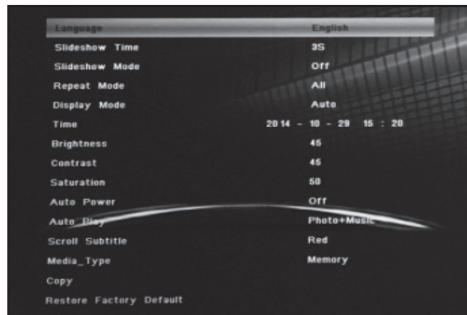 Language English
Slideshow Time 3S
Slideshow Mode Off
Repeat Mode All
Display Mode Auto
Time 2014 - 10 - 29 15 : 20
Brightness 45
Contrast 45
Saturation 50
Auto Power Off
Auto Play Photo+Music
Scroll Subtitle Red
Media_Type Memory
Copy
Restore Factory Default